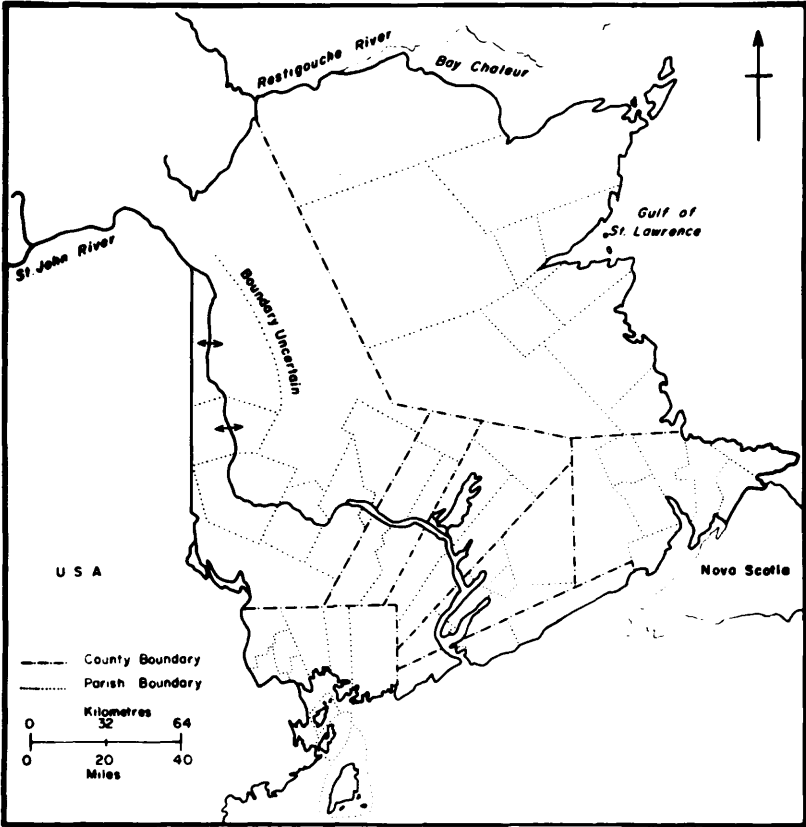 Restigouche River
Bay Chaleur
Gulf of
St. Lawrence
St. John River
Boundary Uncertain
USA
Nova Scotia
County Boundary
Parish Boundary
Kilometres
0 32 64
0 20 40
Miles